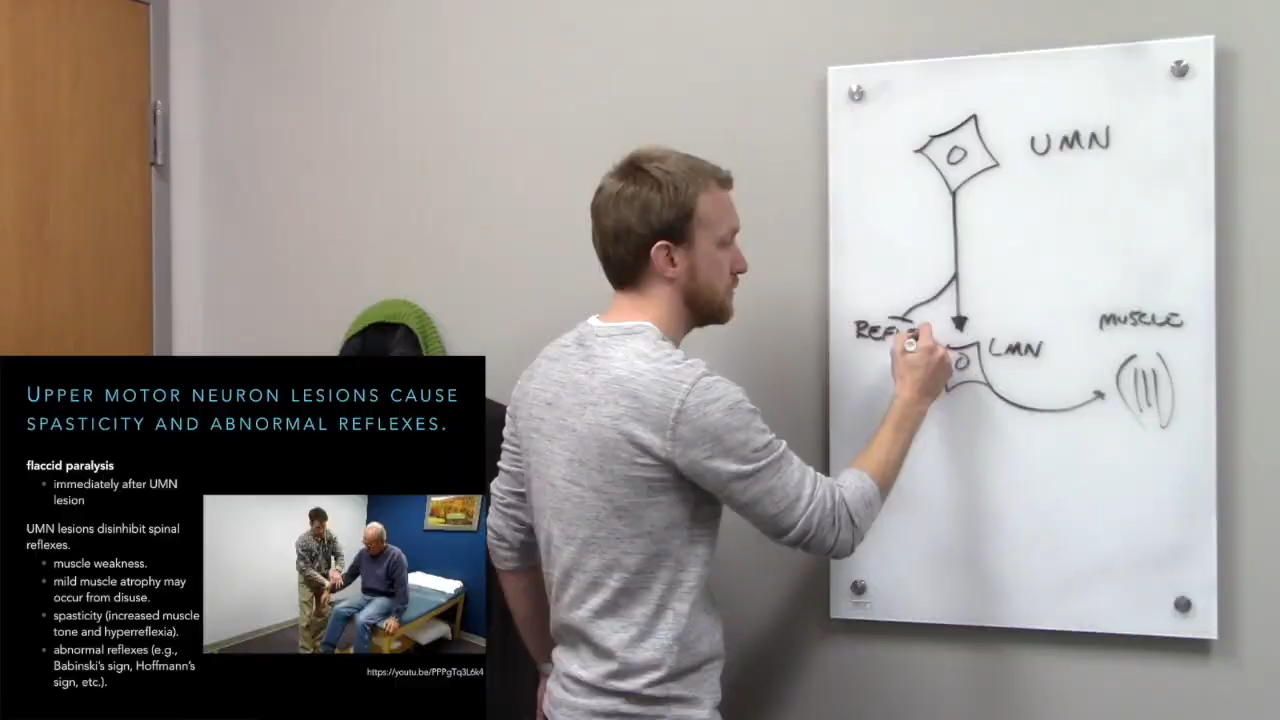 UPPER MOTOR NEURON LESIONS CAUSE
SPASTICITY AND ABNORMAL REFLEXES.
flaccid paralysis
immediately after UMN
lesion
UMN lesions disinhibit spinal
reflexes.
muscle weakness.
mild muscle atrophy may
occur from disuse.
spasticity (increased muscle
tone and hyperreflexia).
abnormal reflexes (e.g.,
Babinski's sign, Hoffmann's
sign, etc.).
https://youtu.be/PPPgTq3L6k4
UMN
MUSCLE
LMN